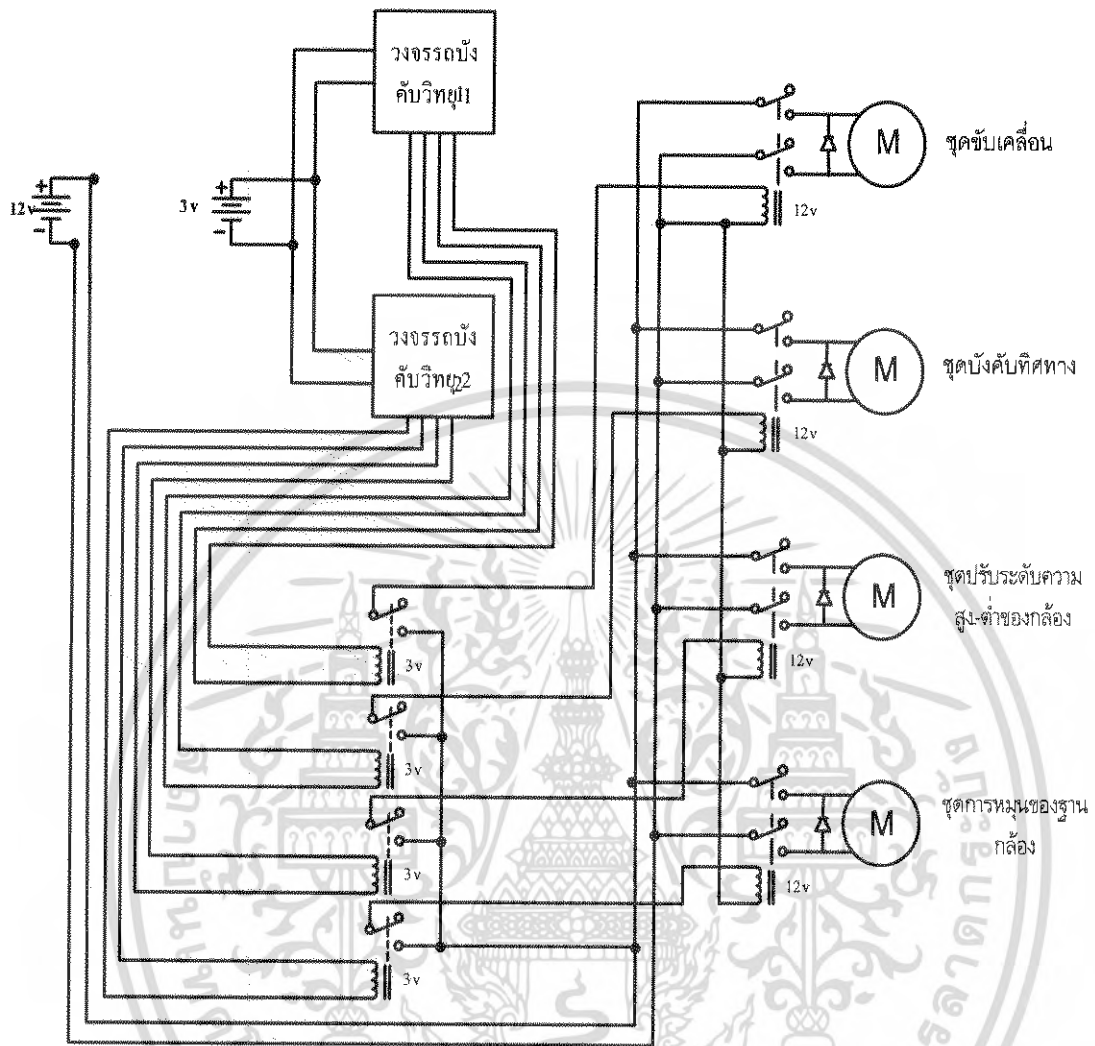 วงจรรถบัง
คับวิทยุ1
12v
+
-
3v
+
-
วงจรรถบัง
คับวิทยุ2
M
ชุดขับเคลื่อน
12v
M
ชุดบังคับทิศทาง
12v
M
ชุดปรับระดับความ
สูง-ต่ำของกล้อง
12v
M
ชุดการหมุนของฐาน
กล้อง
12v
3v
3v
3v
3v